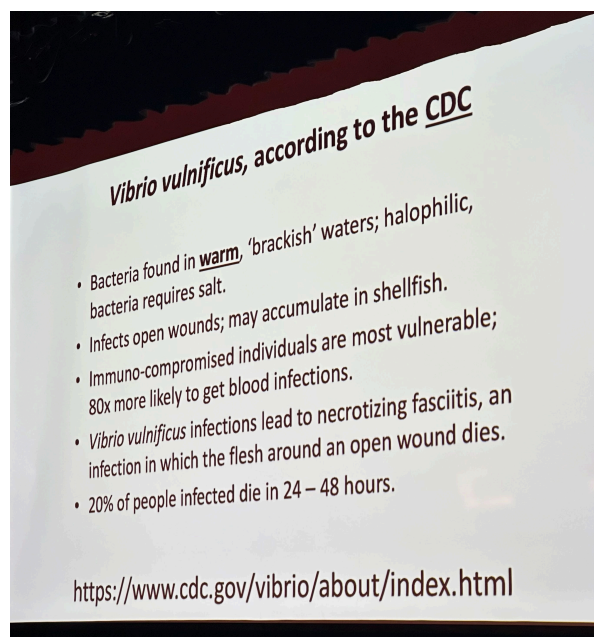 Vibrio vulnificus, according to the CDC
• Bacteria found in warm, 'brackish' waters; halophilic,
bacteria requires salt.
• Infects open wounds; may accumulate in shellfish.
• Immuno-compromised individuals are most vulnerable;
80x more likely to get blood infections.
• Vibrio vulnificus infections lead to necrotizing fasciitis, an
infection in which the flesh around an open wound dies.
• 20% of people infected die in 24 – 48 hours.
https://www.cdc.gov/vibrio/about/index.html